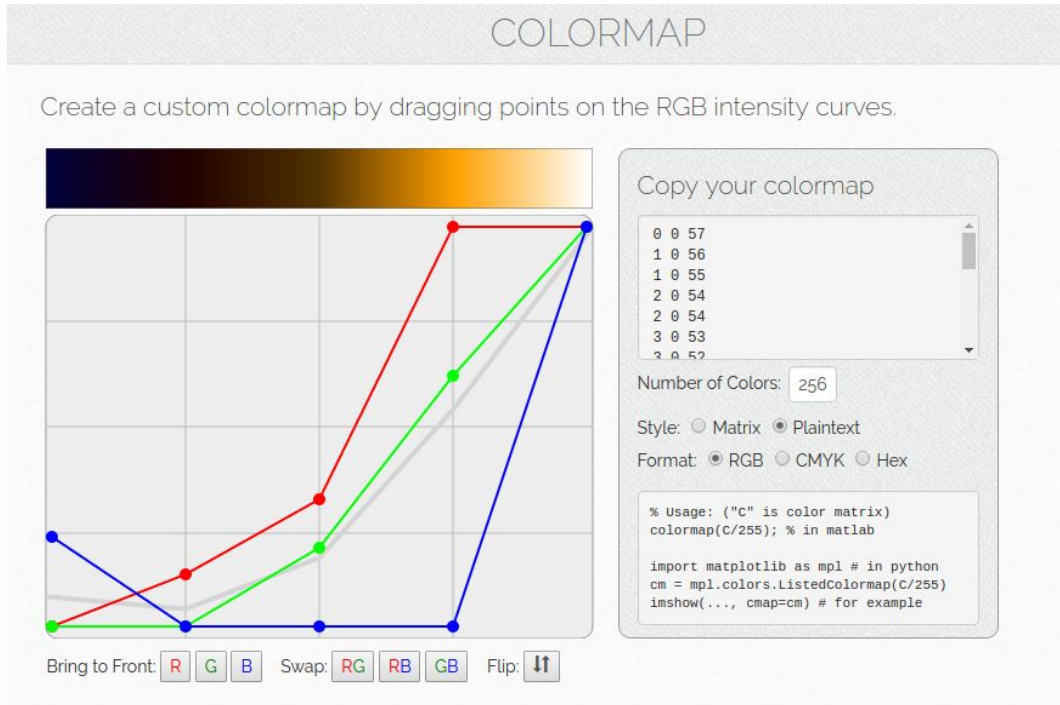 COLORMAP
Create a custom colormap by dragging points on the RGB intensity curves.
Copy your colormap
0 0 57
1 0 56
1 0 55
2 0 54
2 0 54
3 0 53
3 0 52
Number of Colors: 256
Style: Matrix Plaintext
Format: RGB CMYK Hex
% Usage: ("C" is color matrix)
colormap(C/255); % in matlab
import matplotlib as mpl # in python
cm = mpl.colors.ListedColormap(C/255)
imshow(..., cmap=cm) # for example
Bring to Front: R G B Swap: RG RB GB Flip: